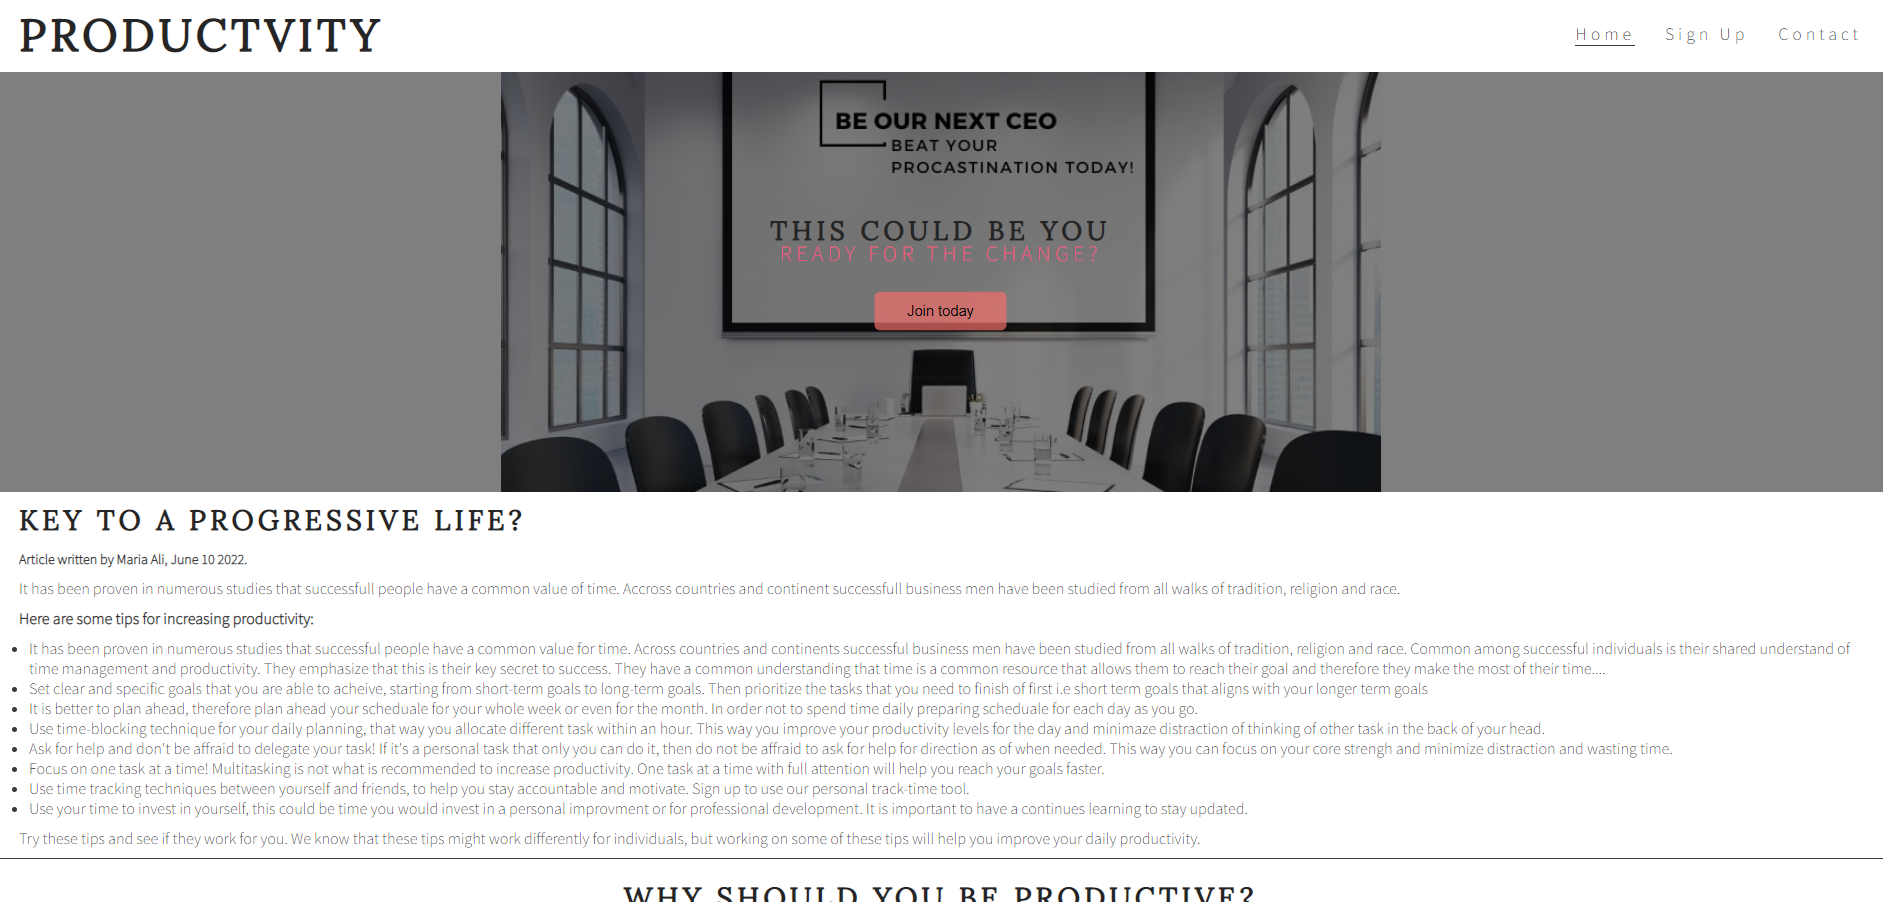 PRODUCTVITY
Home Sign Up Contact
BE OUR NEXT CEO
BEAT YOUR
PROCASTINATION TODAY!
THIS COULD BE YOU
READY FOR THE CHANGE?
Join today
KEY TO A PROGRESSIVE LIFE?
Article written by Maria Ali, June 10 2022.
It has been proven in numerous studies that successfull people have a common value of time. Accross countries and continent successfull business men have been studied from all walks of tradition, religion and race.
Here are some tips for increasing productivity:
It has been proven in numerous studies that successful people have a common value for time. Across countries and continents successful business men have been studied from all walks of tradition, religion and race. Common among successful individuals is their shared understand of
time management and productivity. They emphasize that this is their key secret to success. They have a common understanding that time is a common resource that allows them to reach their goal and therefore they make the most of their time....
Set clear and specific goals that you are able to acheive, starting from short-term goals to long-term goals. Then prioritize the tasks that you need to finish of first i.e short term goals that aligns with your longer term goals
It is better to plan ahead, therefore plan ahead your scheduale for your whole week or even for the month. In order not to spend time daily preparing scheduale for each day as you go.
Use time-blocking technique for your daily planning, that way you allocate different task within an hour. This way you improve your productivity levels for the day and minimaze distraction of thinking of other task in the back of your head.
Ask for help and don't be affraid to delegate your task! If it's a personal task that only you can do it, then do not be affraid to ask for help for direction as of when needed. This way you can focus on your core strengh and minimize distraction and wasting time.
Focus on one task at a time! Multitasking is not what is recommended to increase productivity. One task at a time with full attention will help you reach your goals faster.
Use time tracking techniques between yourself and friends, to help you stay accountable and motivate. Sign up to use our personal track-time tool.
Use your time to invest in yourself, this could be time you would invest in a personal improvment or for professional development. It is important to have a continues learning to stay updated.
Try these tips and see if they work for you. We know that these tips might work differently for individuals, but working on some of these tips will help you improve your daily productivity.
WHY SHOULD YOU BE PRODUCTIVE?